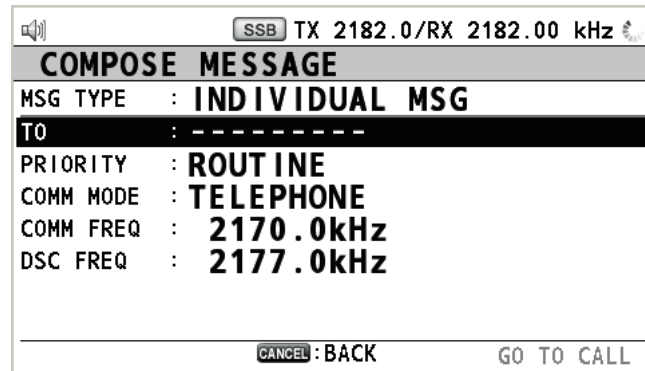 SSB TX 2182.0/RX 2182.00 kHz
COMPOSE MESSAGE
MSG TYPE : INDIVIDUAL MSG
TO : ---------
PRIORITY : ROUTINE
COMM MODE : TELEPHONE
COMM FREQ : 2170.0kHz
DSC FREQ : 2177.0kHz
CANCEL : BACK GO TO CALL